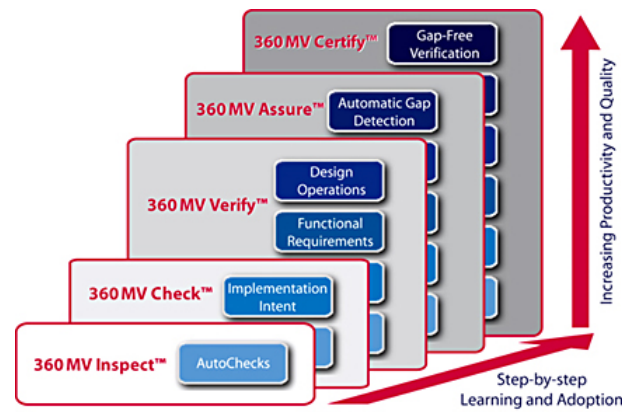 360 MV Certify™
Gap-Free
Verification
360 MV Assure™
Automatic Gap
Detection
360 MV Verify™
Design
Operations
Functional
Requirements
360 MV Check™
Implementation
Intent
360 MV Inspect™
AutoChecks
Increasing Productivity and Quality
Step-by-step
Learning and Adoption